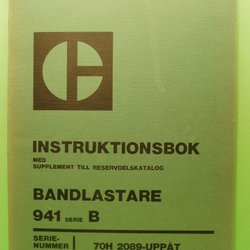 INSTRUKTIONSBOK
MED
SUPPLEMENT TILL RESERVDELSKATALOG
BANDLASTARE
941 SERIE B
SERIE-
NUMMER 70H 2089-UPPÅT